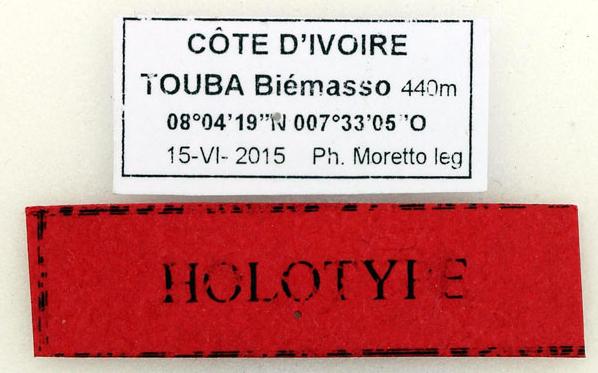 CÔTE D'IVOIRE
TOUBA Biémasso 440m
08°04'19"N 007°33'05"O
15-VI- 2015 Ph. Moretto leg
HOLOTYPE